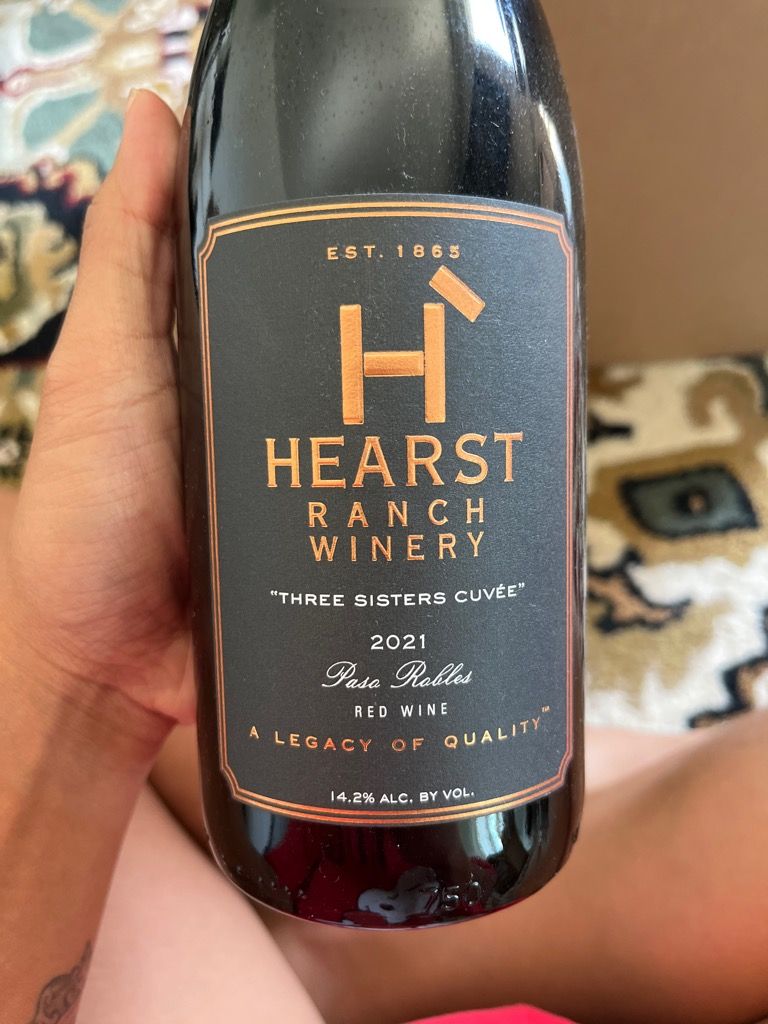 EST. 1865
H
HEARST
RANCH
WINERY
"THREE SISTERS CUVÉE"
2021
Paso Robles
RED WINE
A LEGACY OF QUALITY™
14.2% ALC. BY VOL.
50